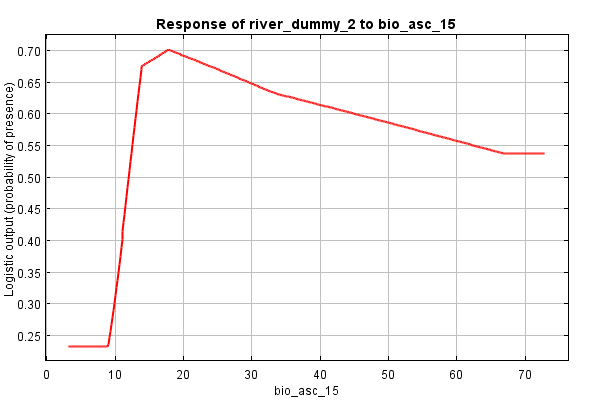 Response of river_dummy_2 to bio_asc_15
Logistic output (probability of presence)
0.70
0.65
0.60
0.55
0.50
0.45
0.40
0.35
0.30
0.25
0 10 20 30 40 50 60 70
bio_asc_15